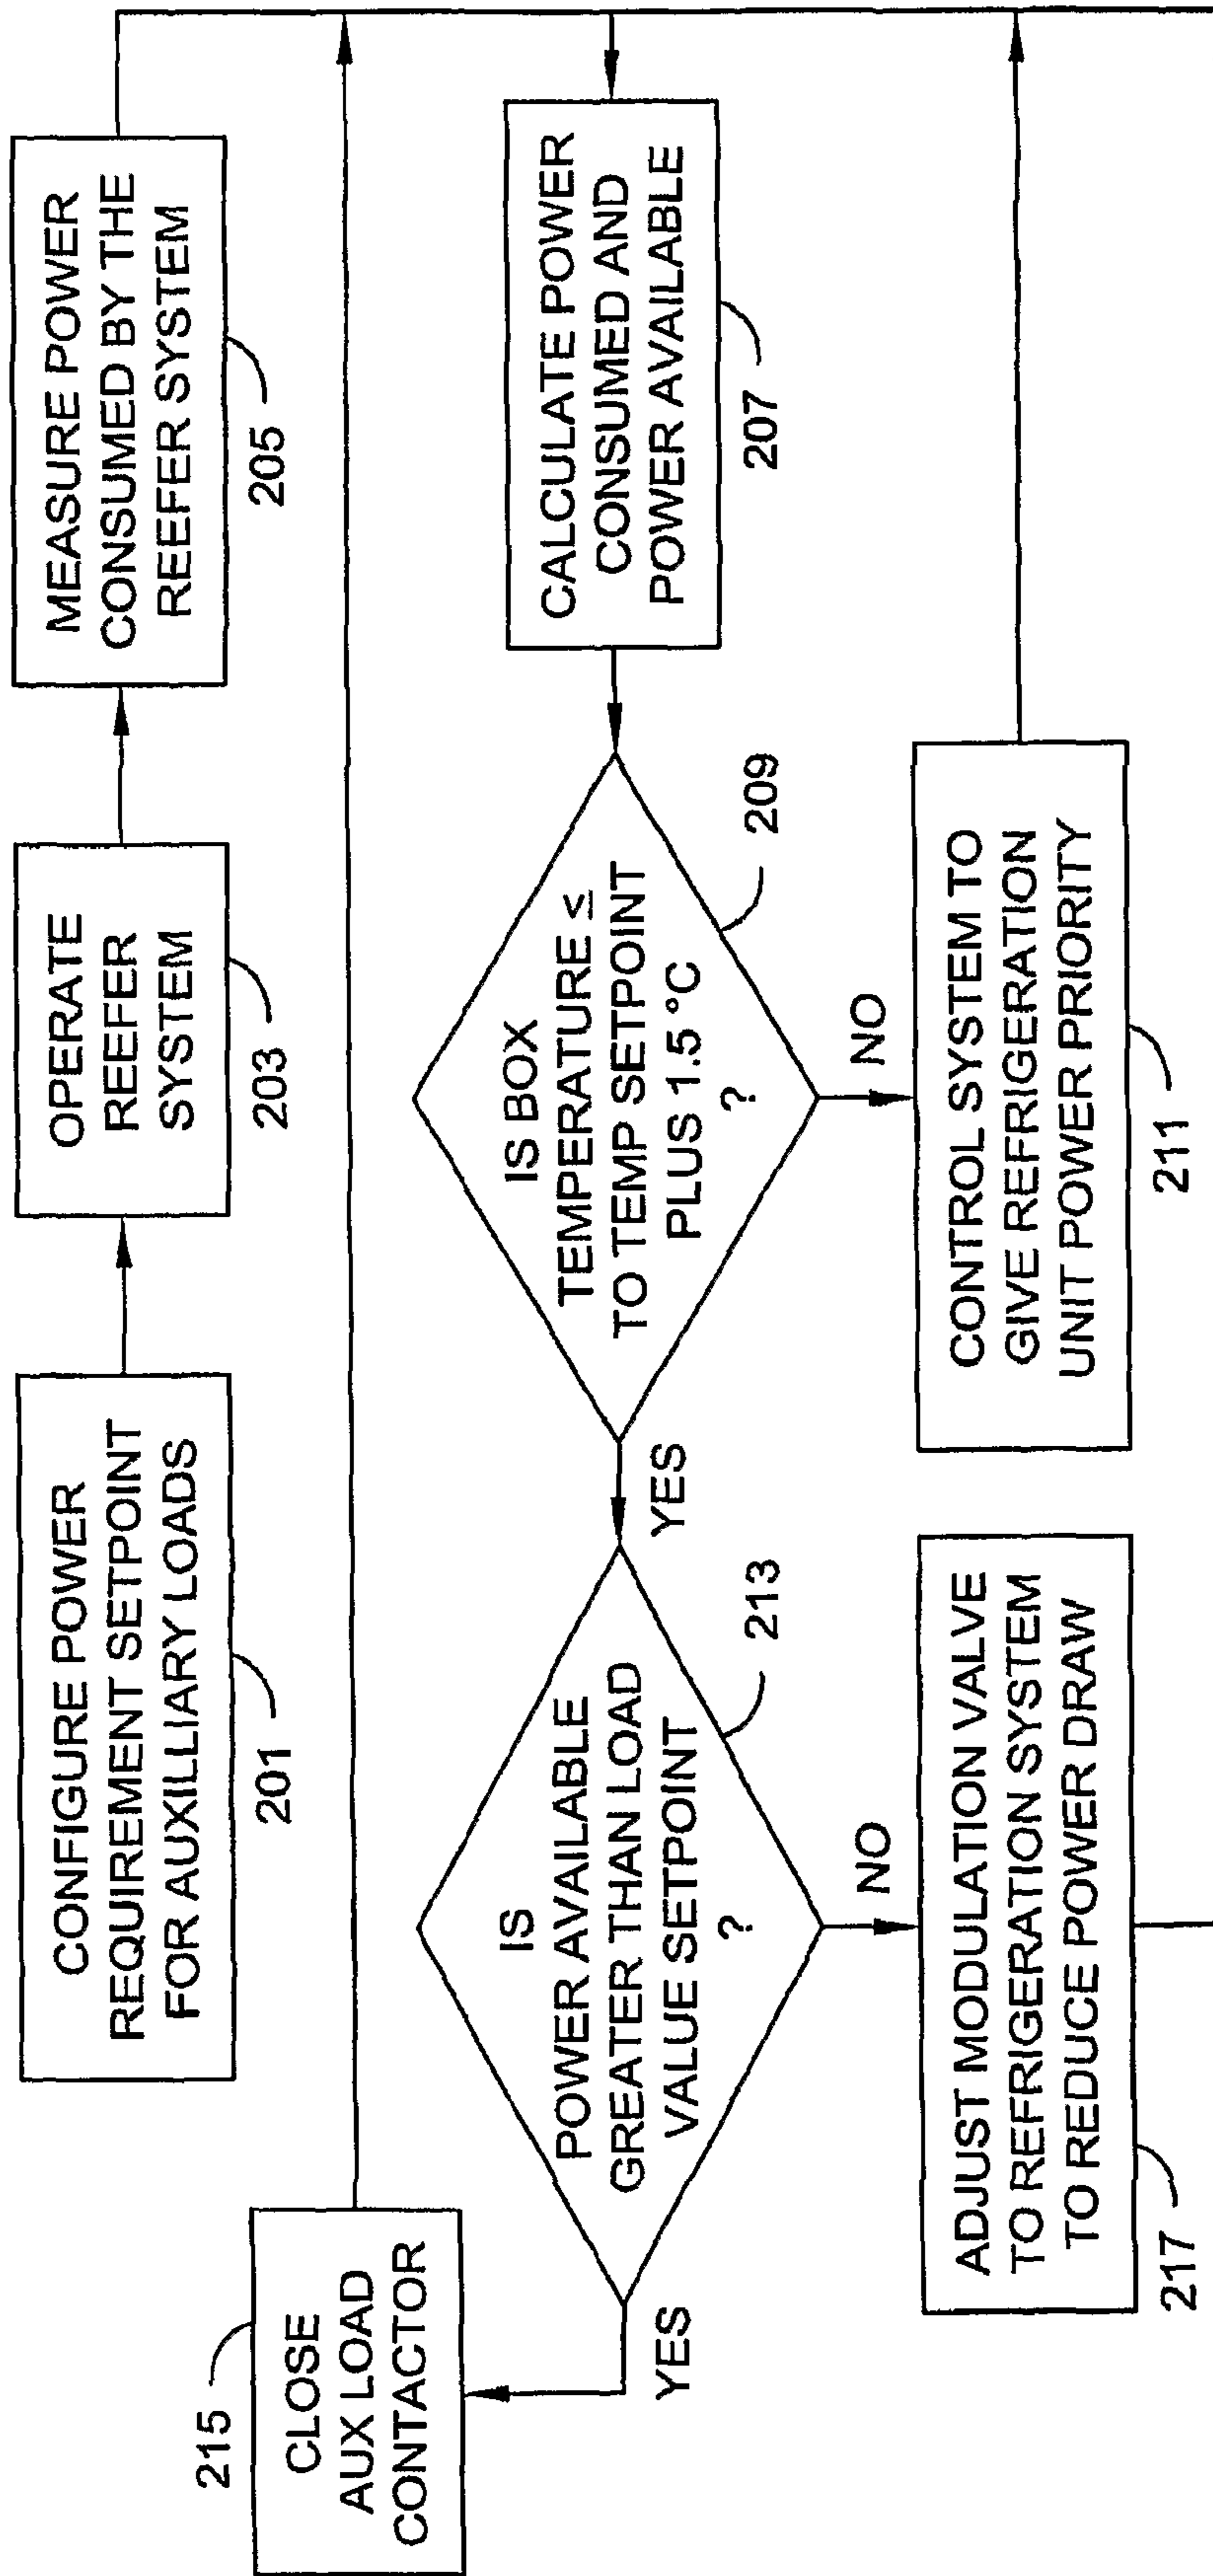 CONFIGURE POWER
REQUIREMENT SETPOINT
FOR AUXILLIARY LOADS
201
OPERATE
REEFER
SYSTEM
203
MEASURE POWER
CONSUMED BY THE
REEFER SYSTEM
205
CALCULATE POWER
CONSUMED AND
POWER AVAILABLE
207
IS BOX
TEMPERATURE ≤
TO TEMP SETPOINT
PLUS 1.5 °C
?
209
NO
CONTROL SYSTEM TO
GIVE REFRIGERATION
UNIT POWER PRIORITY
211
YES
IS
POWER AVAILABLE
GREATER THAN LOAD
VALUE SETPOINT
?
213
YES
CLOSE
AUX LOAD
CONTACTOR
215
NO
ADJUST MODULATION VALVE
TO REFRIGERATION SYSTEM
TO REDUCE POWER DRAW
217